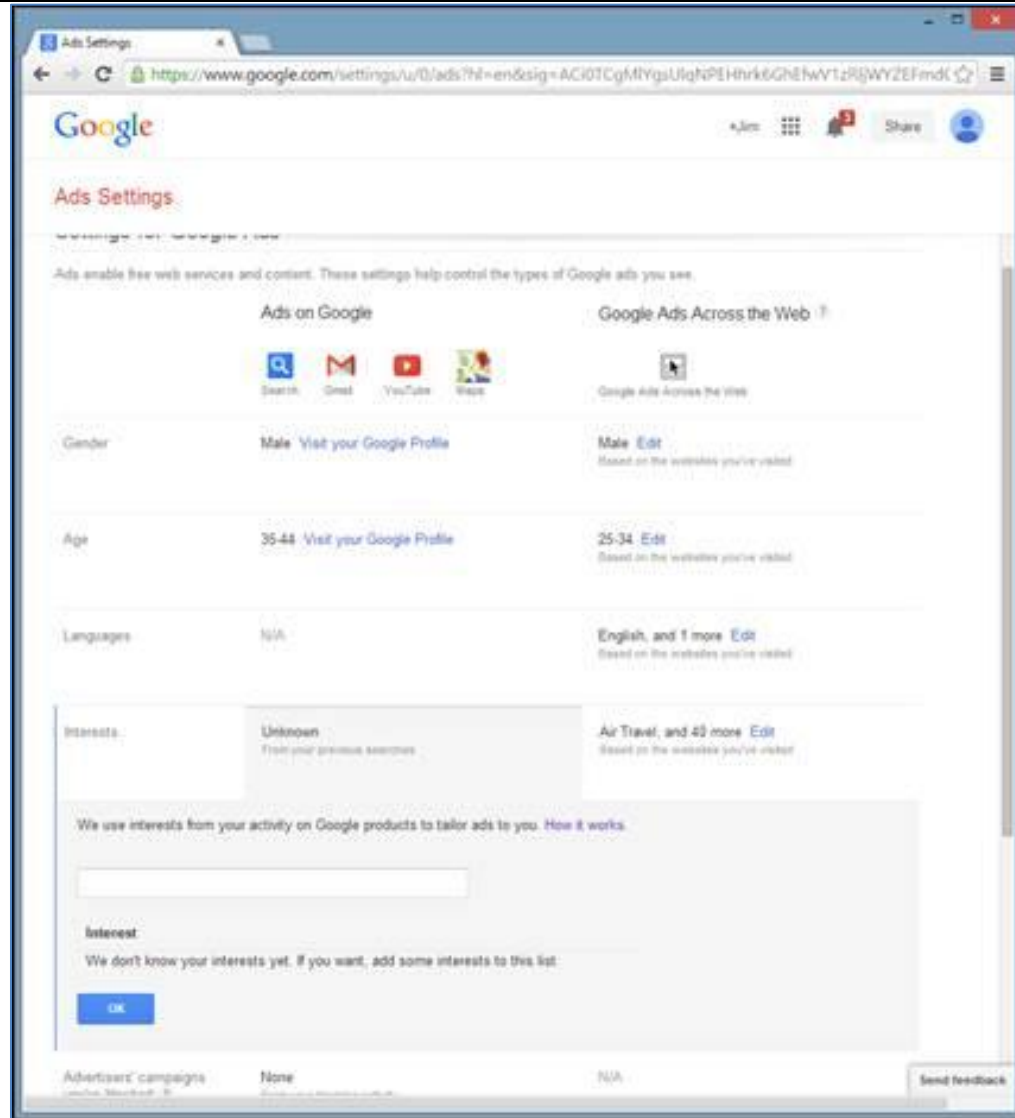 Ads Settings
https://www.google.com/settings/u/0/ads?hl=en&sig=
Google
+Jim
3
Share
Ads Settings
Settings for Google Ads
Ads enable free web services and content. These settings help control the types of Google ads you see.
Ads on Google
Google Ads Across the Web ?
Search
Gmail
YouTube
Maps
Google Ads Across the Web
Gender
Male Visit your Google Profile
Male Edit
Based on the websites you've visited
Age
35-44 Visit your Google Profile
25-34 Edit
Based on the websites you've visited
Languages
N/A
English, and 1 more Edit
Based on the websites you've visited
Interests
Unknown
From your previous searches
Air Travel, and 40 more Edit
Based on the websites you've visited
We use interests from your activity on Google products to tailor ads to you. How it works.
Interest
We don't know your interests yet. If you want, add some interests to this list
OK
Advertisers' campaigns
None
N/A
Send feedback